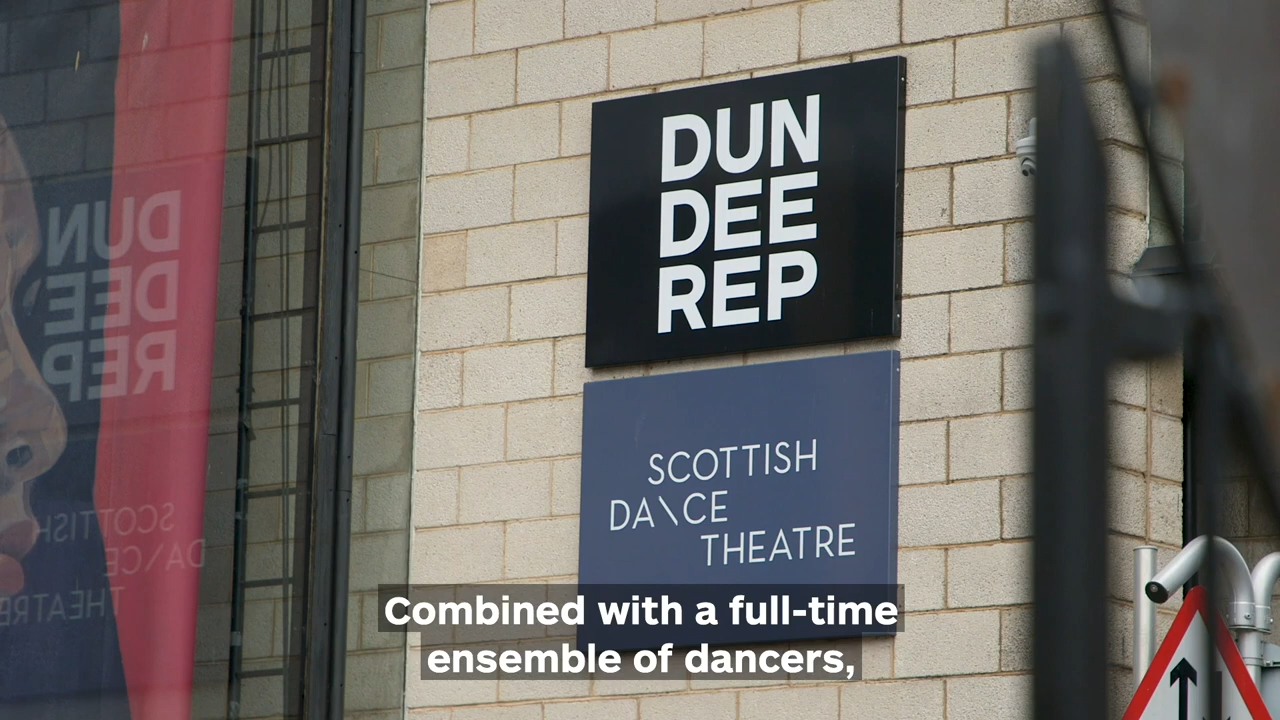 DUN
DEE
REP
SCOTTISH
DA\CE
THEATRE
DUN
DEE
REP
SCOTTISH
DA\CE
THEATRE
Combined with a full-time
ensemble of dancers,